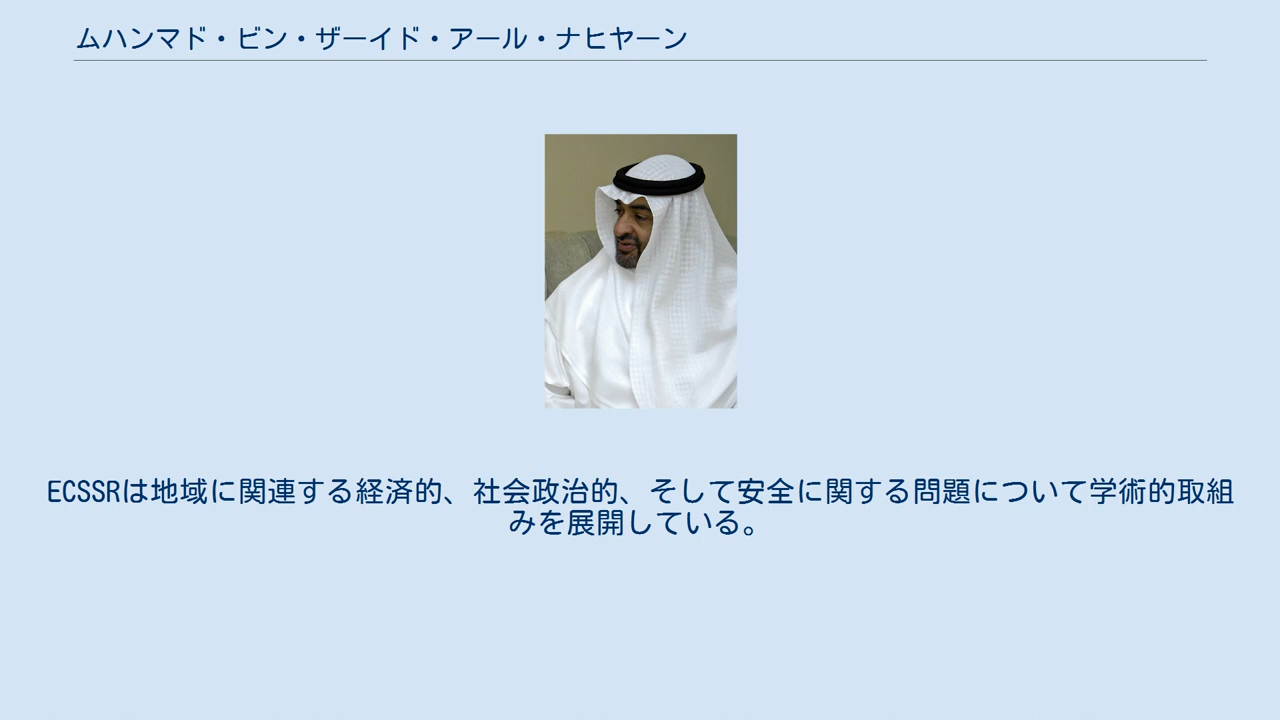 ムハンマド・ビン・ザーイド・アール・ナヒヤーン
ECSSRは地域に関連する経済的、社会政治的、そして安全に関する問題について学術的取組
みを展開している。